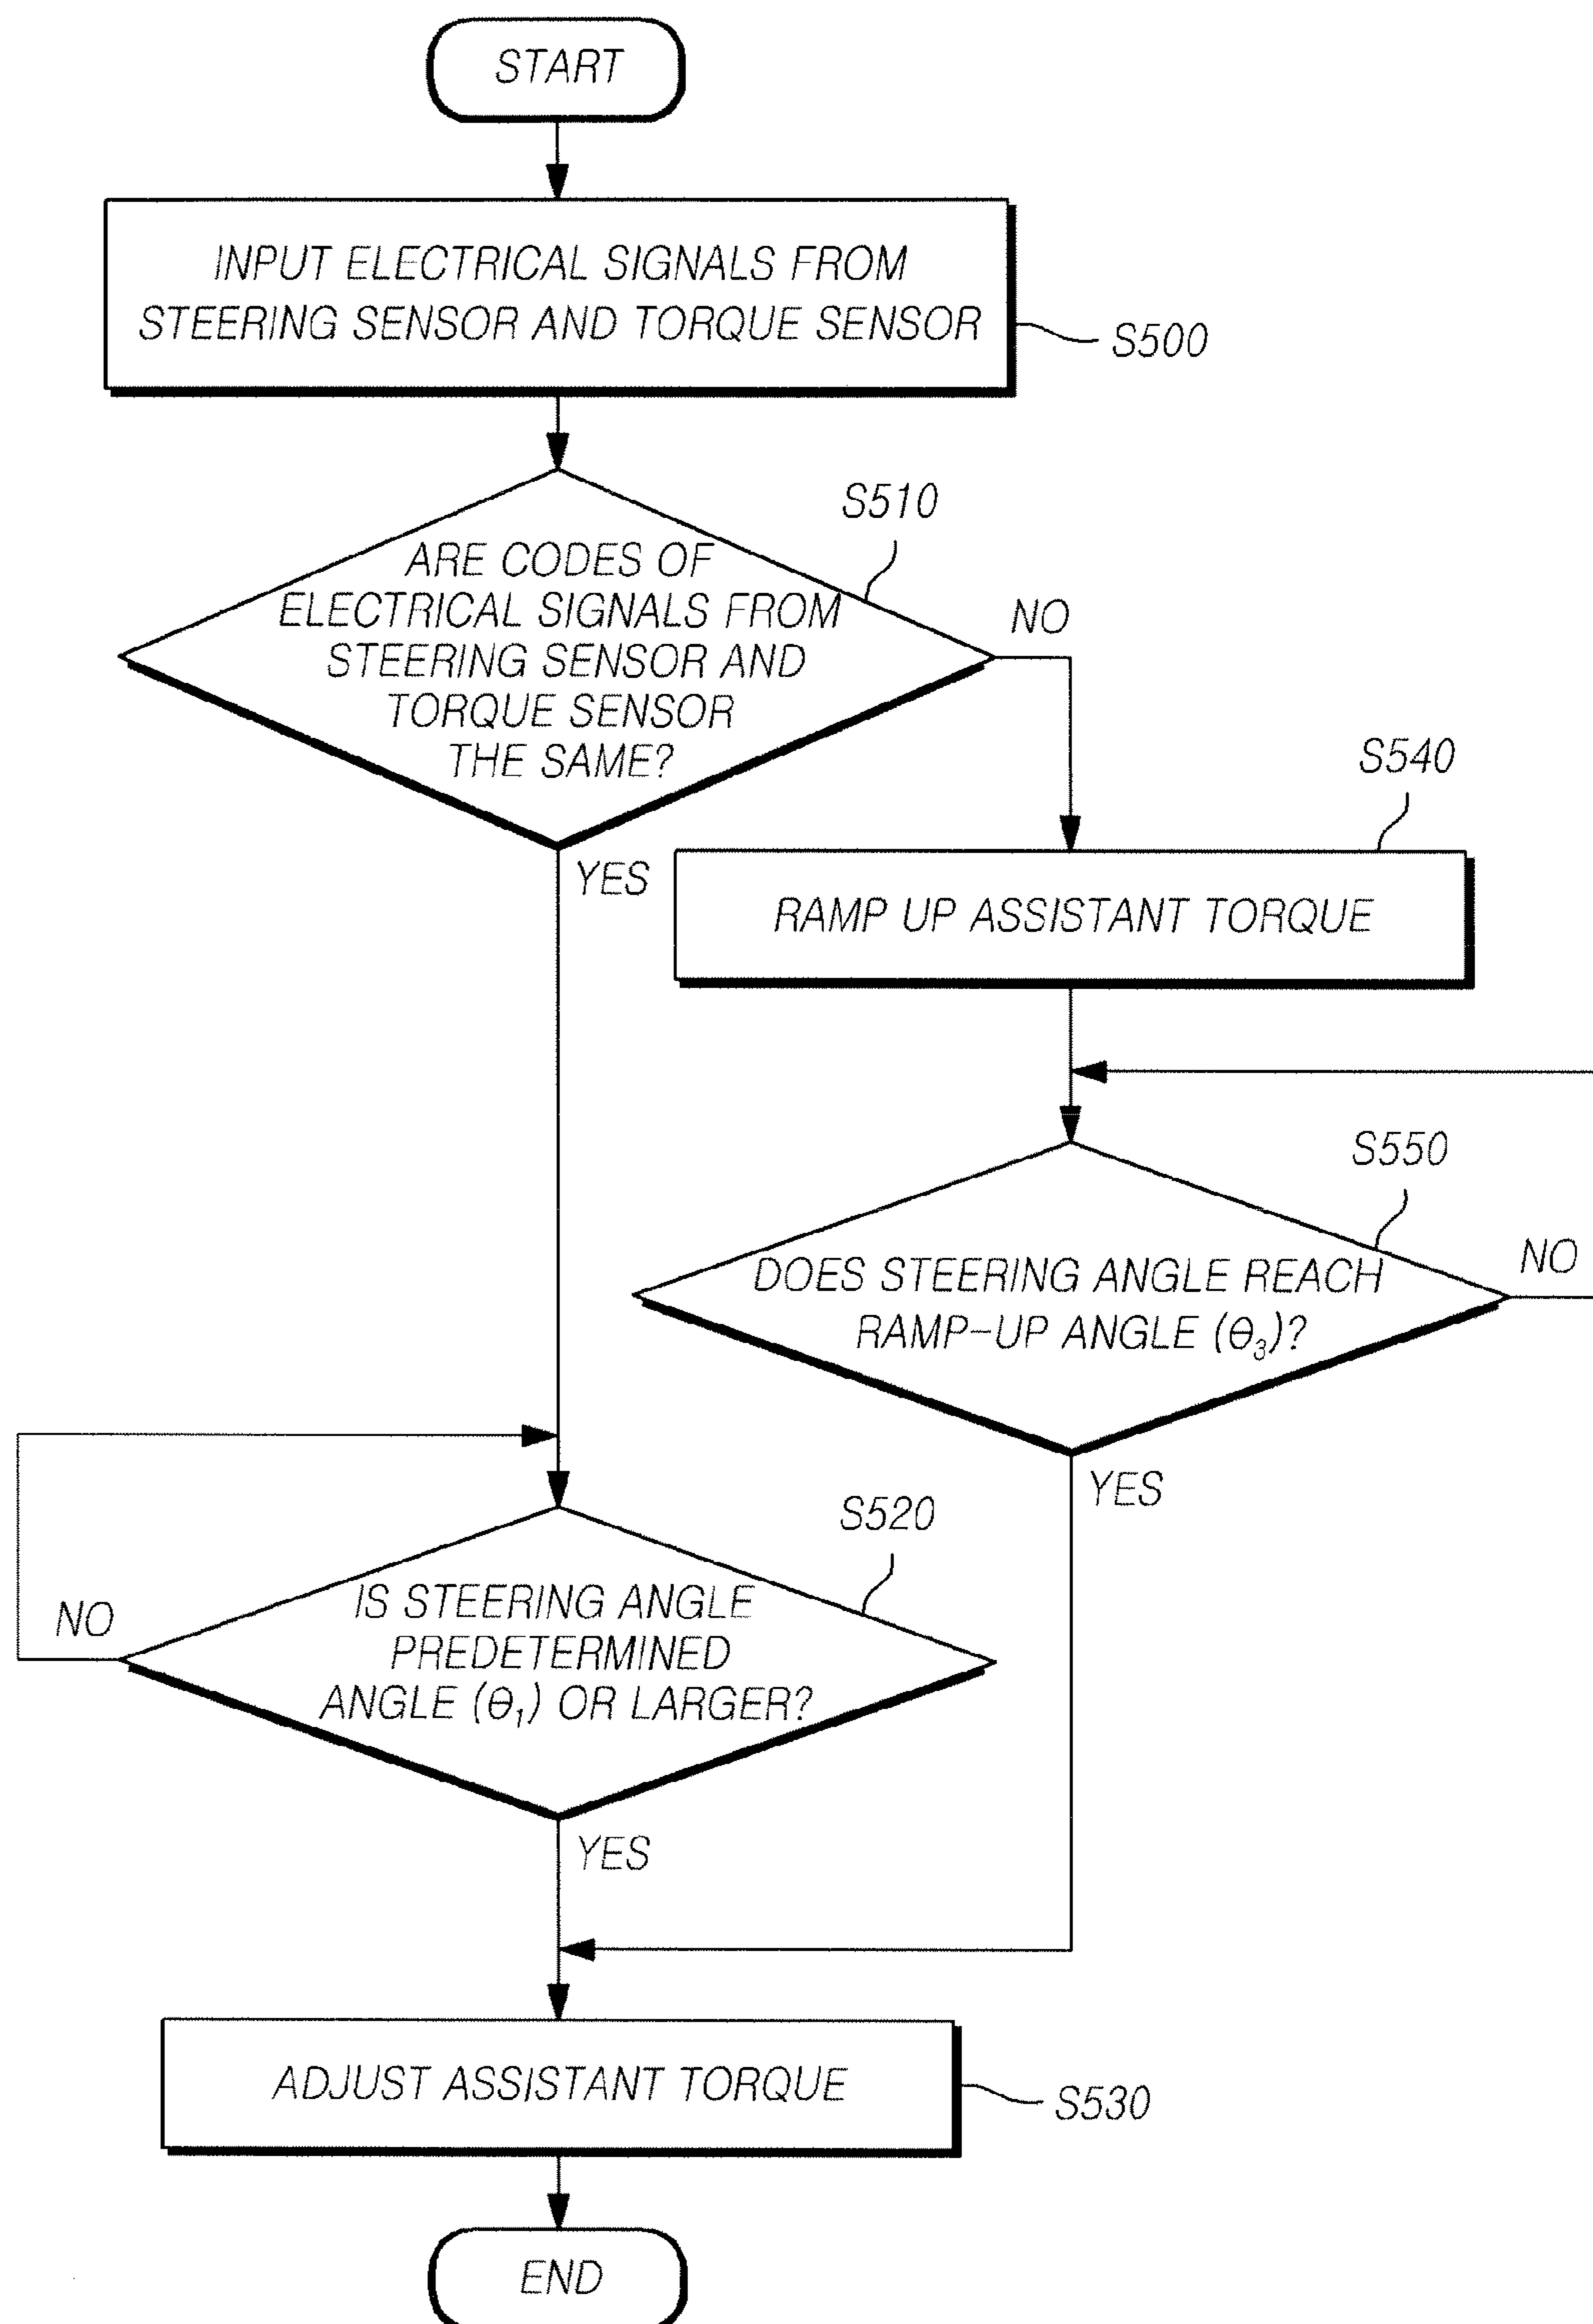 START
INPUT ELECTRICAL SIGNALS FROM
STEERING SENSOR AND TORQUE SENSOR
S500
S510
ARE CODES OF
ELECTRICAL SIGNALS FROM
STEERING SENSOR AND
TORQUE SENSOR
THE SAME?
NO
YES
S540
RAMP UP ASSISTANT TORQUE
S550
DOES STEERING ANGLE REACH
RAMP-UP ANGLE (θ₃)?
NO
YES
S520
IS STEERING ANGLE
PREDETERMINED
ANGLE (θ₁) OR LARGER?
NO
YES
ADJUST ASSISTANT TORQUE
S530
END